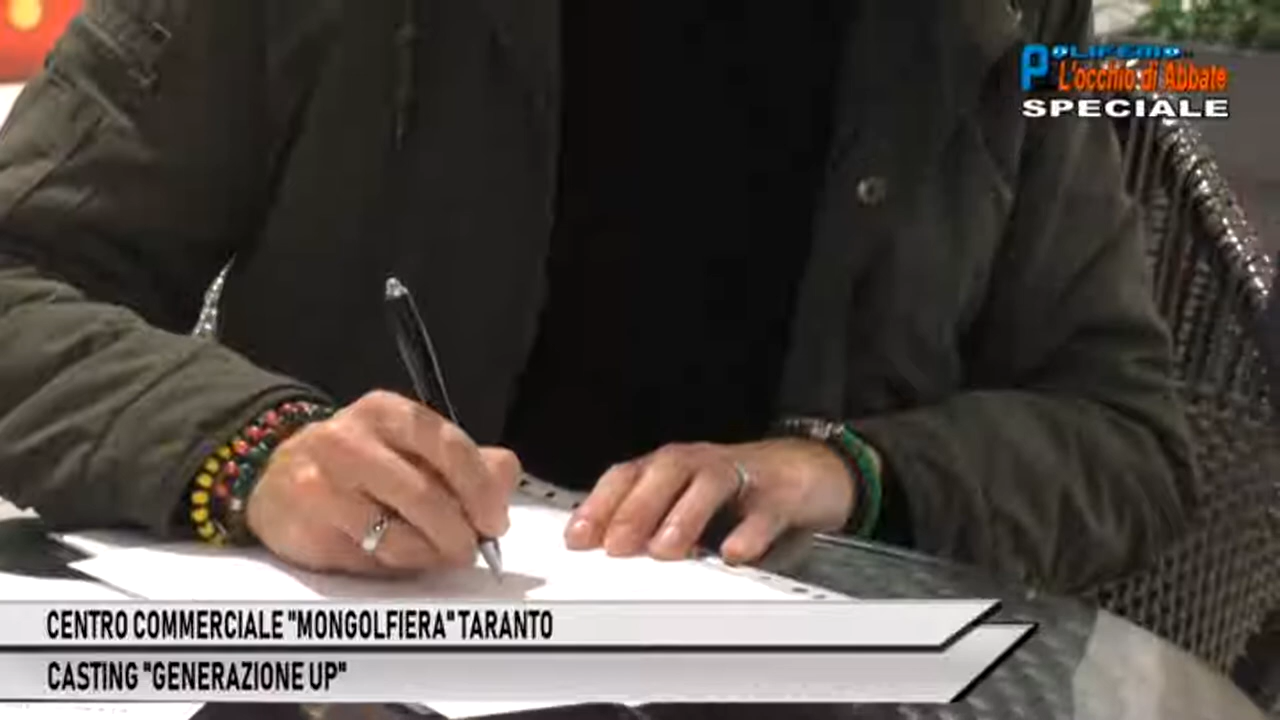 POLIFEMO..
L'occhio di Abbate
SPECIALE
CENTRO COMMERCIALE "MONGOLFIERA" TARANTO
CASTING "GENERAZIONE UP"